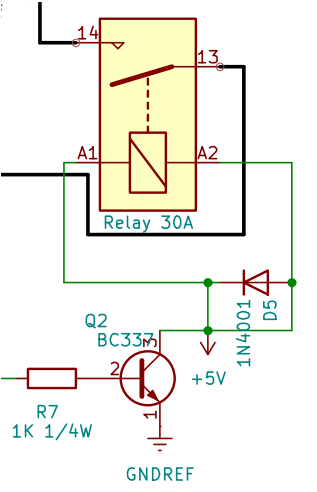 14
13
A1
A2
Relay 30A
Q2
BC337
3
2
1
1N4001
D5
+5V
R7
1K 1/4W
GNDREF